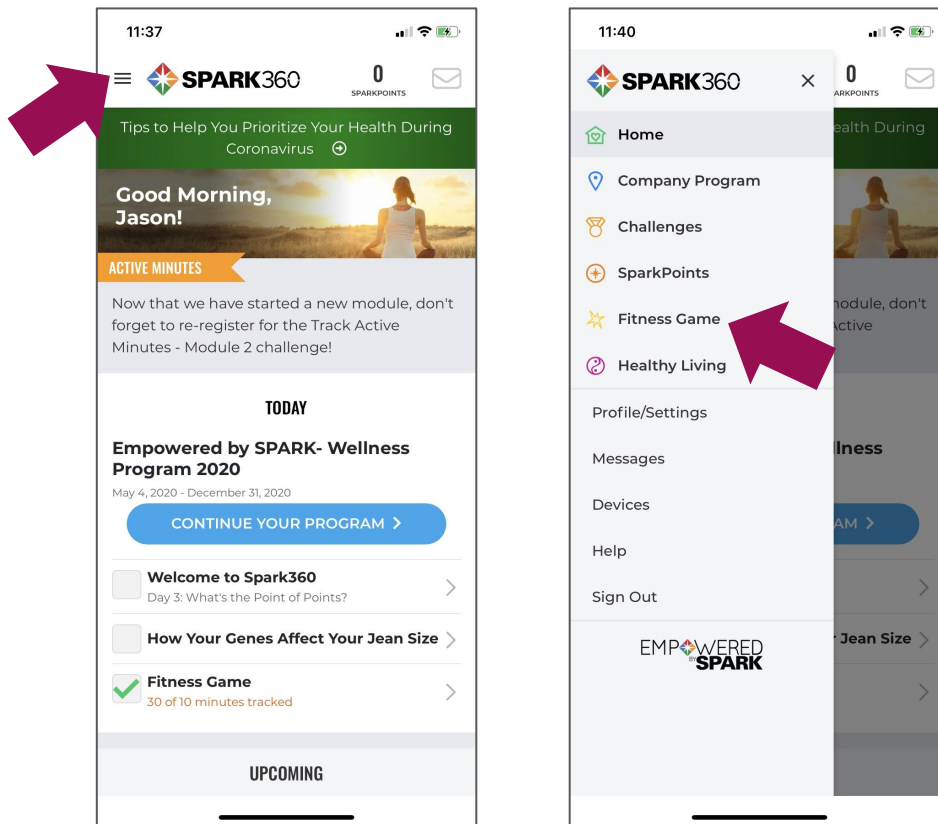 11:37
SPARK360
0
SPARKPOINTS
Tips to Help You Prioritize Your Health During
Coronavirus
Good Morning,
Jason!
ACTIVE MINUTES
Now that we have started a new module, don't
forget to re-register for the Track Active
Minutes - Module 2 challenge!
TODAY
Empowered by SPARK- Wellness
Program 2020
May 4, 2020 - December 31, 2020
CONTINUE YOUR PROGRAM
Welcome to Spark360
Day 3: What's the Point of Points?
How Your Genes Affect Your Jean Size
Fitness Game
30 of 10 minutes tracked
UPCOMING
11:40
SPARK360
0
ARKPOINTS
ealth During
Home
Company Program
Challenges
SparkPoints
Fitness Game
Healthy Living
Profile/Settings
Messages
Devices
Help
Sign Out
EMPOWERED
BY SPARK
nodule, don't
Active
llness
AM
Jean Size